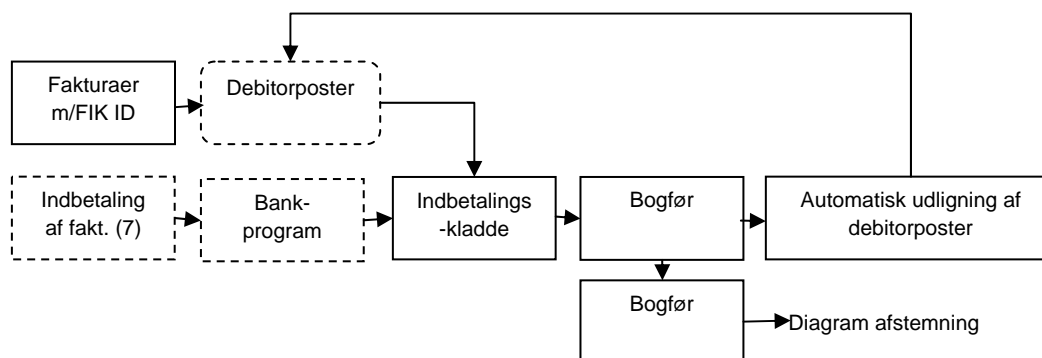 Fakturaer
m/FIK ID
Debitorposter
Indbetaling
af fakt. (7)
Bank-
program
Indbetalings
-kladde
Bogfør
Automatisk udligning af
debitorposter
Bogfør
Diagram afstemning